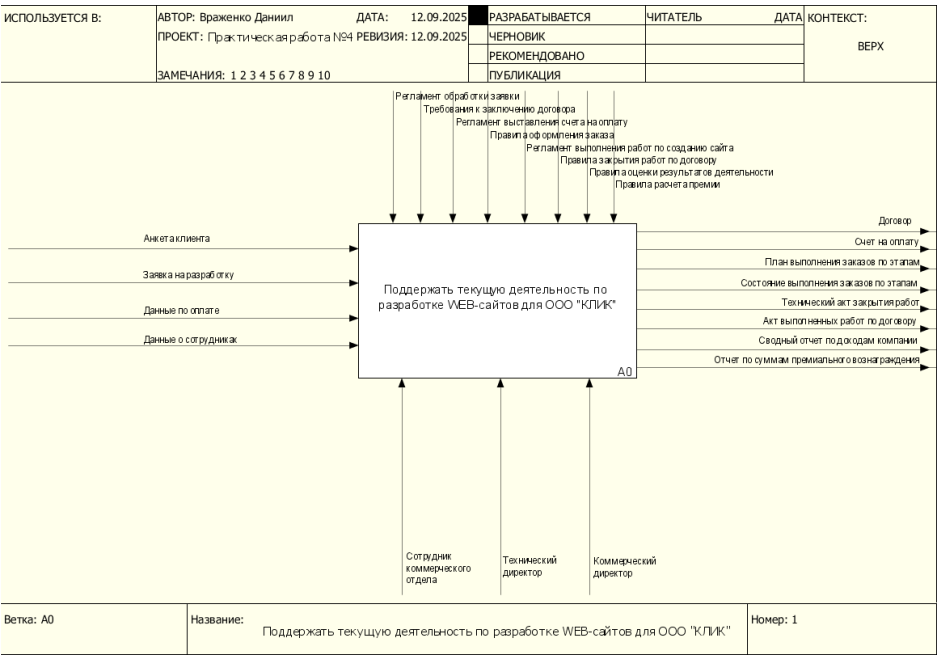 ИСПОЛЬЗУЕТСЯ В:
АВТОР: Враженко Даниил
ДАТА: 12.09.2025
РАЗРАБАТЫВАЕТСЯ
ЧИТАТЕЛЬ
ДАТА
КОНТЕКСТ:
ПРОЕКТ: Практическая работа №4
РЕВИЗИЯ: 12.09.2025
ЧЕРНОВИК
ВЕРХ
РЕКОМЕНДОВАНО
ЗАМЕЧАНИЯ: 1 2 3 4 5 6 7 8 9 10
ПУБЛИКАЦИЯ
Регламент обработки заявки
Требования к заключению договора
Регламент выставления счета на оплату
Правила оформления заказа
Регламент выполнения работ по созданию сайта
Правила закрытия работ по договору
Правила оценки результатов деятельности
Правила расчета премии
Анкета клиента
Заявка на разработку
Данные по оплате
Данные о сотрудниках
Поддержать текущую деятельность по
разработке WEB-сайтов для ООО "КЛИК"
A0
Договор
Счет на оплату
План выполнения заказов по этапам
Состояние выполнения заказов по этапам
Технический акт закрытия работ
Акт выполненных работ по договору
Сводный отчет по доходам компании
Отчет по суммам премиального вознаграждения
Сотрудник
коммерческого
отдела
Технический
директор
Коммерческий
директор
Ветка: A0
Название:
Поддержать текущую деятельность по разработке WEB-сайтов для ООО "КЛИК"
Номер: 1